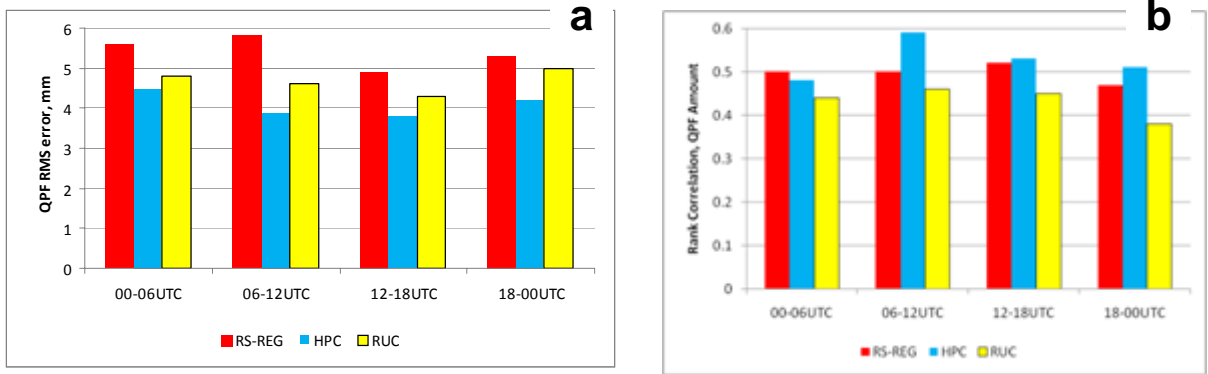 a
QPF RMS error, mm
6
5
4
3
2
1
0
00-06UTC 06-12UTC 12-18UTC 18-00UTC
RS-REG HPC RUC
b
Rank Correlation, QPF Amount
0.6
0.5
0.4
0.3
0.2
0.1
0
00-06UTC 06-12UTC 12-18UTC 18-00UTC
RS-REG HPC RUC